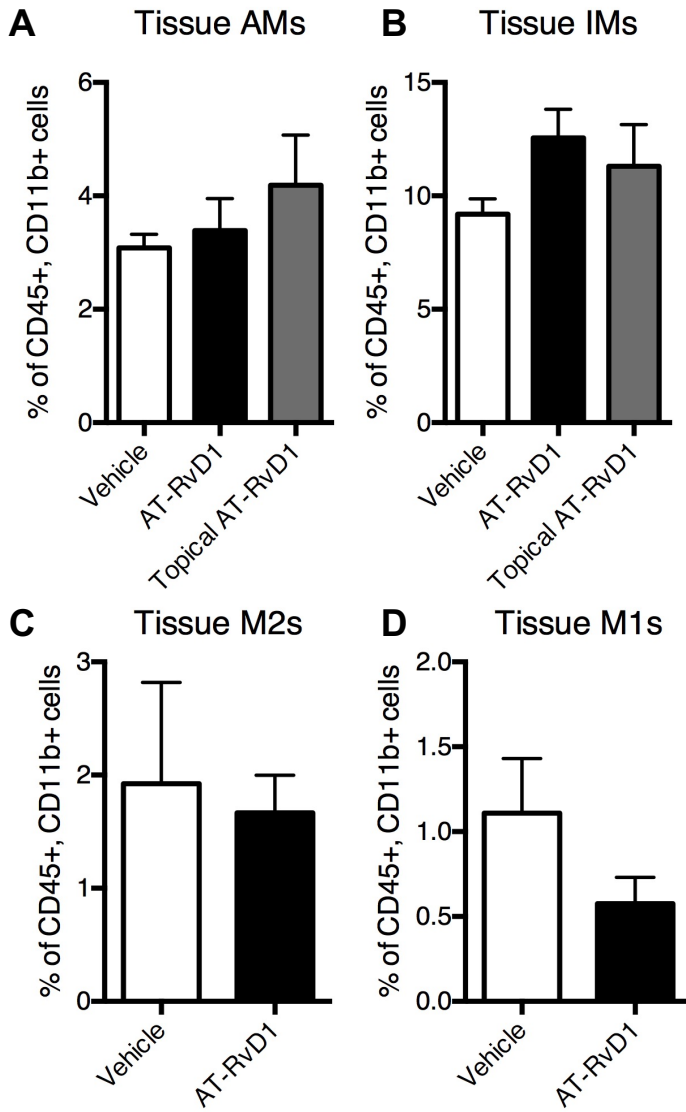 A
Tissue AMs
% of CD45+, CD11b+ cells
6
4
2
0
Vehicle
AT-RvD1
Topical AT-RvD1
B
Tissue IMs
% of CD45+, CD11b+ cells
15
10
5
0
Vehicle
AT-RvD1
Topical AT-RvD1
C
Tissue M2s
% of CD45+, CD11b+ cells
3
2
1
0
Vehicle
AT-RvD1
D
Tissue M1s
% of CD45+, CD11b+ cells
2.0
1.5
1.0
0.5
0.0
Vehicle
AT-RvD1